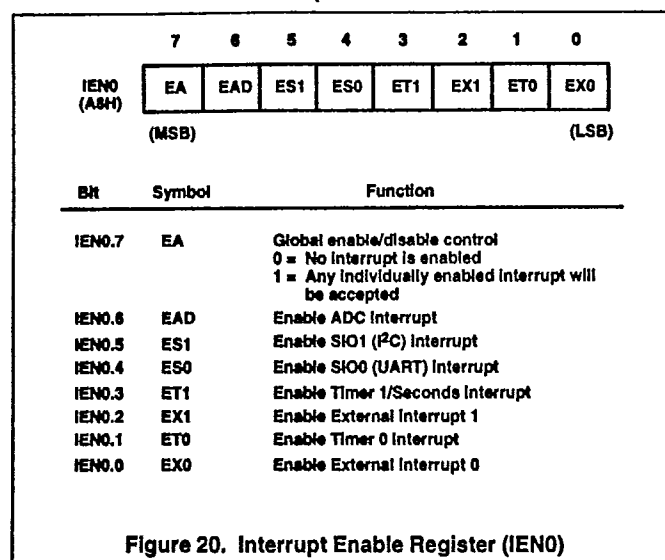 7 6 5 4 3 2 1 0
IEN0 EA EAD ES1 ES0 ET1 EX1 ET0 EX0
(A8H)
(MSB) (LSB)
Bit Symbol Function
IEN0.7 EA Global enable/disable control
0 = No interrupt is enabled
1 = Any individually enabled interrupt will
be accepted
IEN0.6 EAD Enable ADC interrupt
IEN0.5 ES1 Enable SIO1 (I²C) interrupt
IEN0.4 ES0 Enable SIO0 (UART) interrupt
IEN0.3 ET1 Enable Timer 1/Seconds interrupt
IEN0.2 EX1 Enable External interrupt 1
IEN0.1 ET0 Enable Timer 0 interrupt
IEN0.0 EX0 Enable External interrupt 0
Figure 20. Interrupt Enable Register (IEN0)